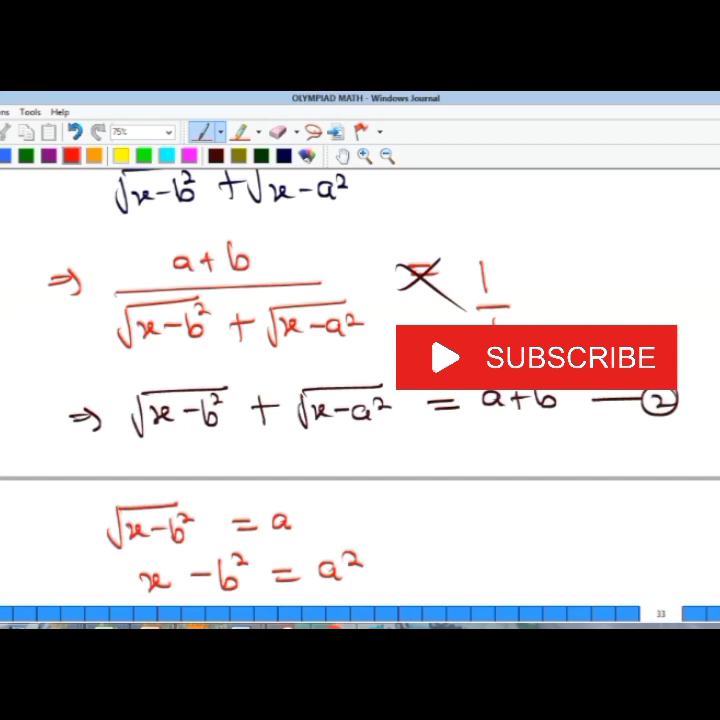 OLYMPIAD MATH - Windows Journal
ns Tools Help
75%
√(x-b²) + √(x-a²)
⇒ (a+b)/(√(x-b²) + √(x-a²)) = 1/
SUBSCRIBE
⇒ √(x-b²) + √(x-a²) = a+b —②
√(x-b²) = a
x - b² = a²
33